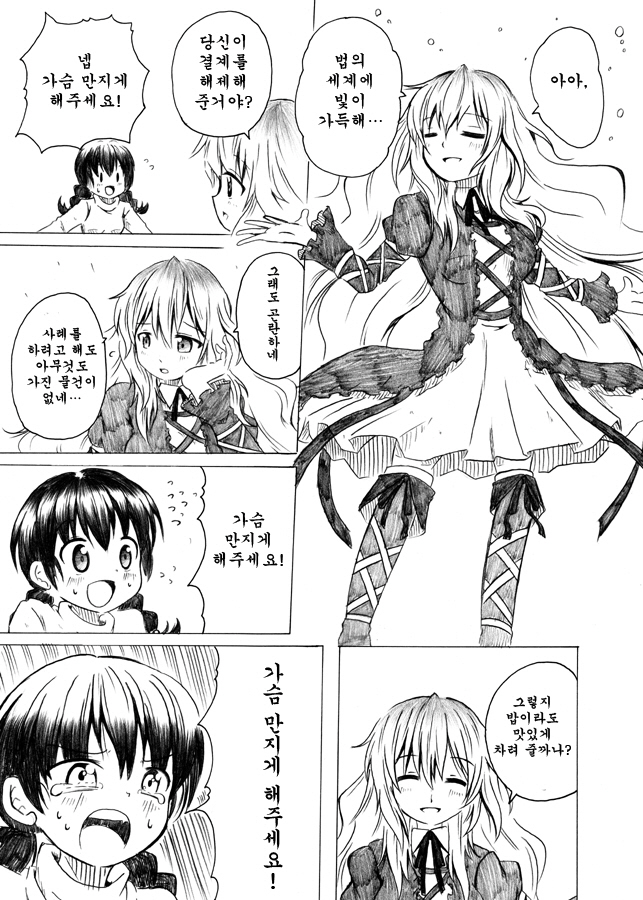 아아,
법의
세계에
빛이
가득해…
당신이
결계를
해제해
준거야?
넵
가슴 만지게
해주세요!
그래도 곤란하네
사례를
하려고 해도
아무것도
가진 물건이
없네…
가슴
만지게
해주세요!
그렇지
밥이라도
맛있게
차려 줄까나?
가슴 만지게 해주세요!